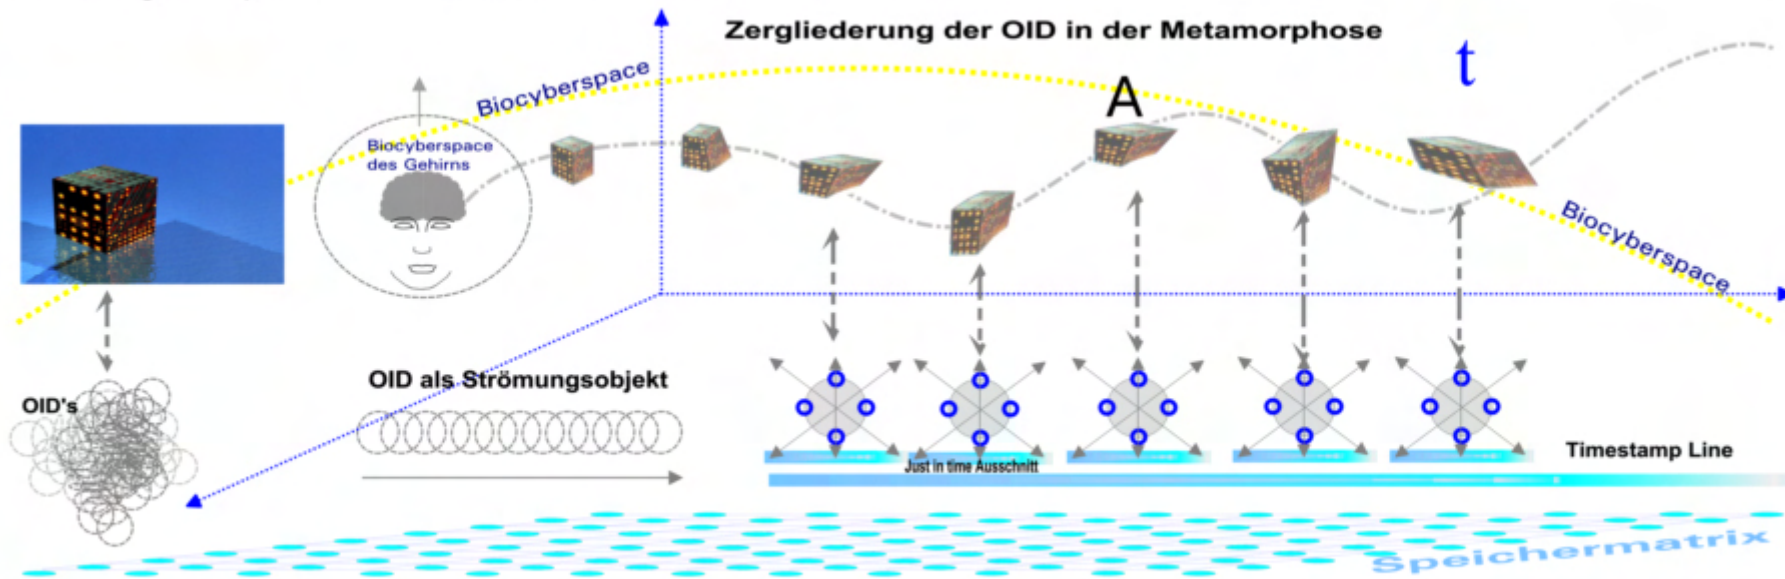 Zergliederung der OID in der Metamorphose
t
Biocyberspace
A
Biocyberspace
des Gehirns
Biocyberspace
OID als Strömungsobjekt
OID's
Timestamp Line
Just in time Ausschnitt
Speichermatrix